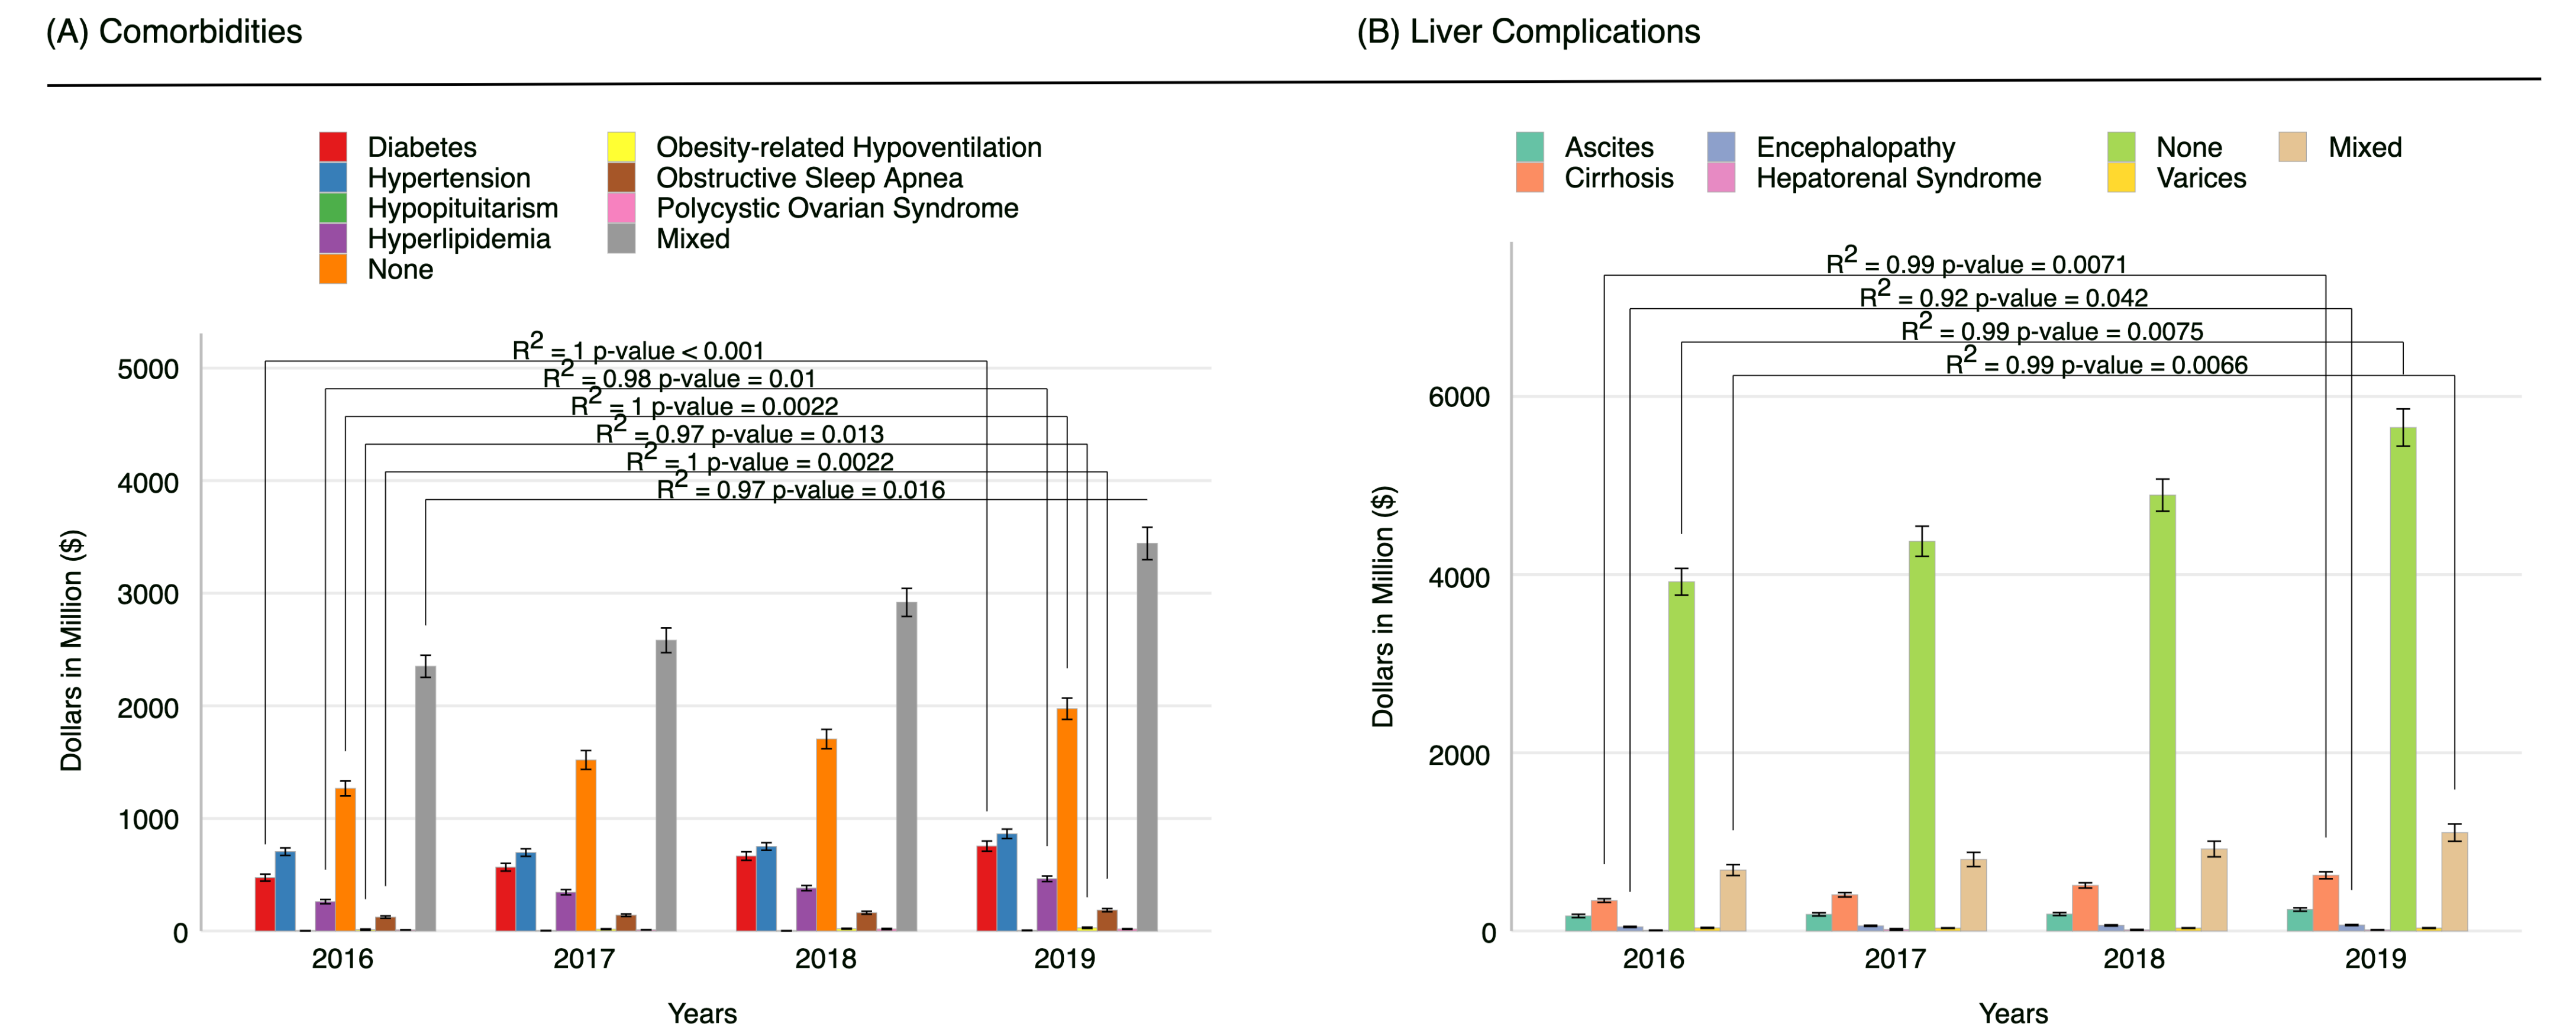 (A) Comorbidities
Diabetes
Hypertension
Hypopituitarism
Hyperlipidemia
None
Obesity-related Hypoventilation
Obstructive Sleep Apnea
Polycystic Ovarian Syndrome
Mixed
R² = 1 p-value < 0.001
R² = 0.98 p-value = 0.01
R² = 1 p-value = 0.0022
R² = 0.97 p-value = 0.013
R² = 1 p-value = 0.0022
R² = 0.97 p-value = 0.016
Dollars in Million ($)
5000
4000
3000
2000
1000
0
2016 2017 2018 2019
Years
(B) Liver Complications
Ascites
Cirrhosis
Encephalopathy
Hepatorenal Syndrome
None
Varices
Mixed
R² = 0.99 p-value = 0.0071
R² = 0.92 p-value = 0.042
R² = 0.99 p-value = 0.0075
R² = 0.99 p-value = 0.0066
Dollars in Million ($)
6000
4000
2000
0
2016 2017 2018 2019
Years